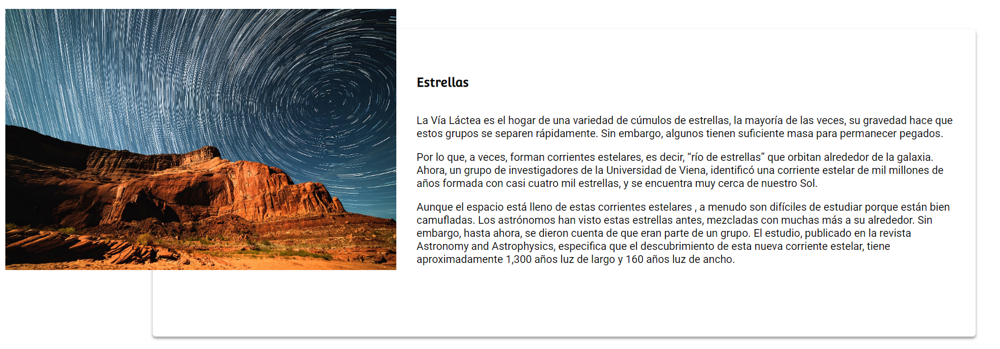 Estrellas
La Vía Láctea es el hogar de una variedad de cúmulos de estrellas, la mayoría de las veces, su gravedad hace que
estos grupos se separen rápidamente. Sin embargo, algunos tienen suficiente masa para permanecer pegados.
Por lo que, a veces, forman corrientes estelares, es decir, “río de estrellas” que orbitan alrededor de la galaxia.
Ahora, un grupo de investigadores de la Universidad de Viena, identificó una corriente estelar de mil millones de
años formada con casi cuatro mil estrellas, y se encuentra muy cerca de nuestro Sol.
Aunque el espacio está lleno de estas corrientes estelares , a menudo son difíciles de estudiar porque están bien
camufladas. Los astrónomos han visto estas estrellas antes, mezcladas con muchas más a su alrededor. Sin
embargo, hasta ahora, se dieron cuenta de que eran parte de un grupo. El estudio, publicado en la revista
Astronomy and Astrophysics, especifica que el descubrimiento de esta nueva corriente estelar, tiene
aproximadamente 1,300 años luz de largo y 160 años luz de ancho.